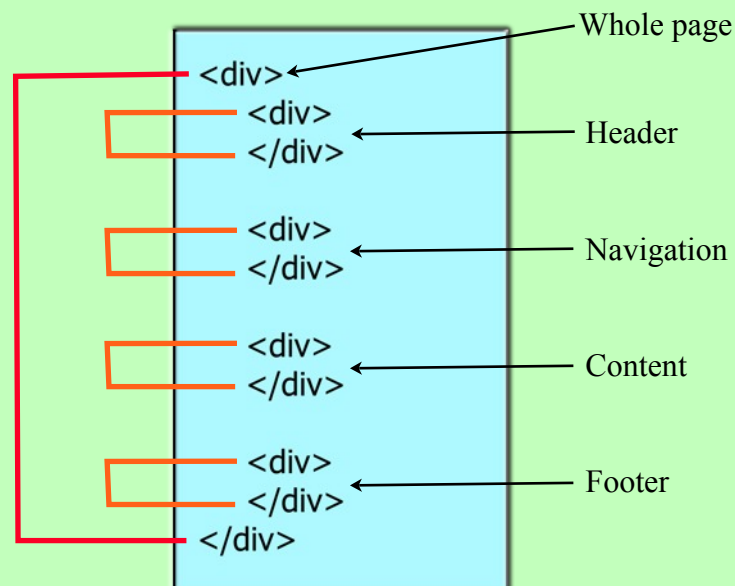 Whole page
<div>
<div>
</div>
Header
<div>
</div>
Navigation
<div>
</div>
Content
<div>
</div>
Footer
</div>